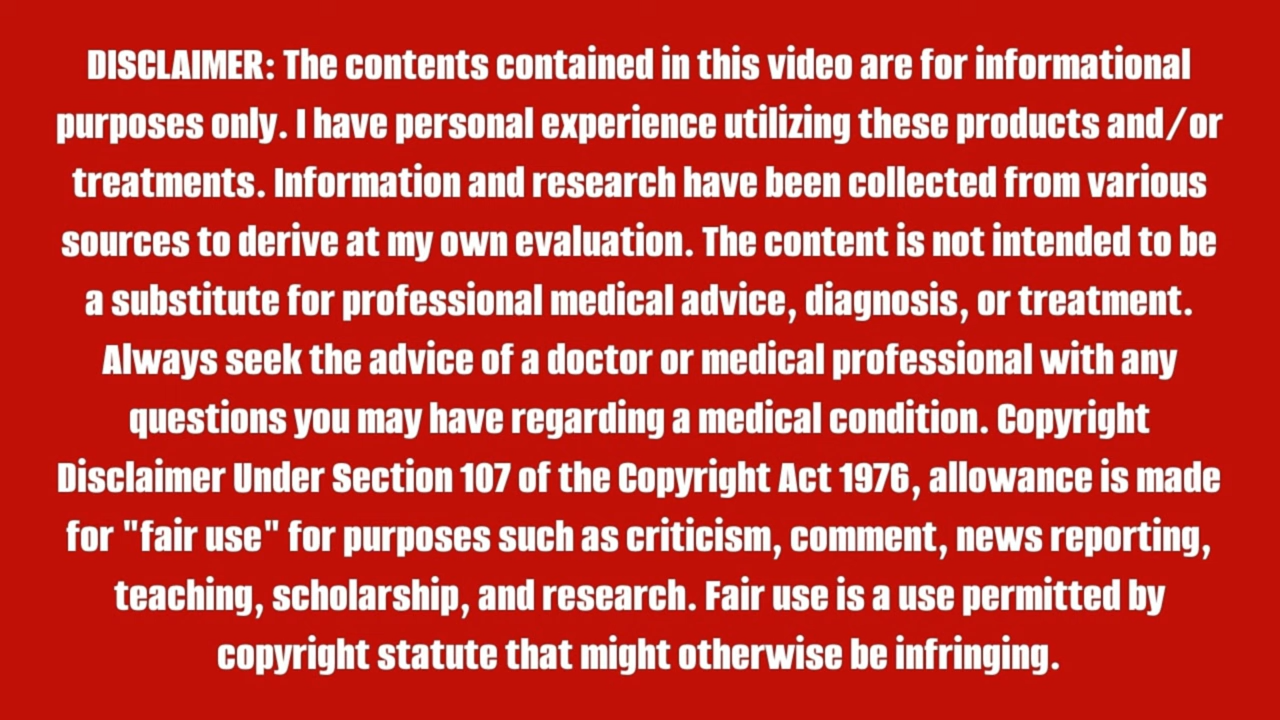 DISCLAIMER: The contents contained in this video are for informational
purposes only. I have personal experience utilizing these products and/or
treatments. Information and research have been collected from various
sources to derive at my own evaluation. The content is not intended to be
a substitute for professional medical advice, diagnosis, or treatment.
Always seek the advice of a doctor or medical professional with any
questions you may have regarding a medical condition. Copyright
Disclaimer Under Section 107 of the Copyright Act 1976, allowance is made
for "fair use" for purposes such as criticism, comment, news reporting,
teaching, scholarship, and research. Fair use is a use permitted by
copyright statute that might otherwise be infringing.